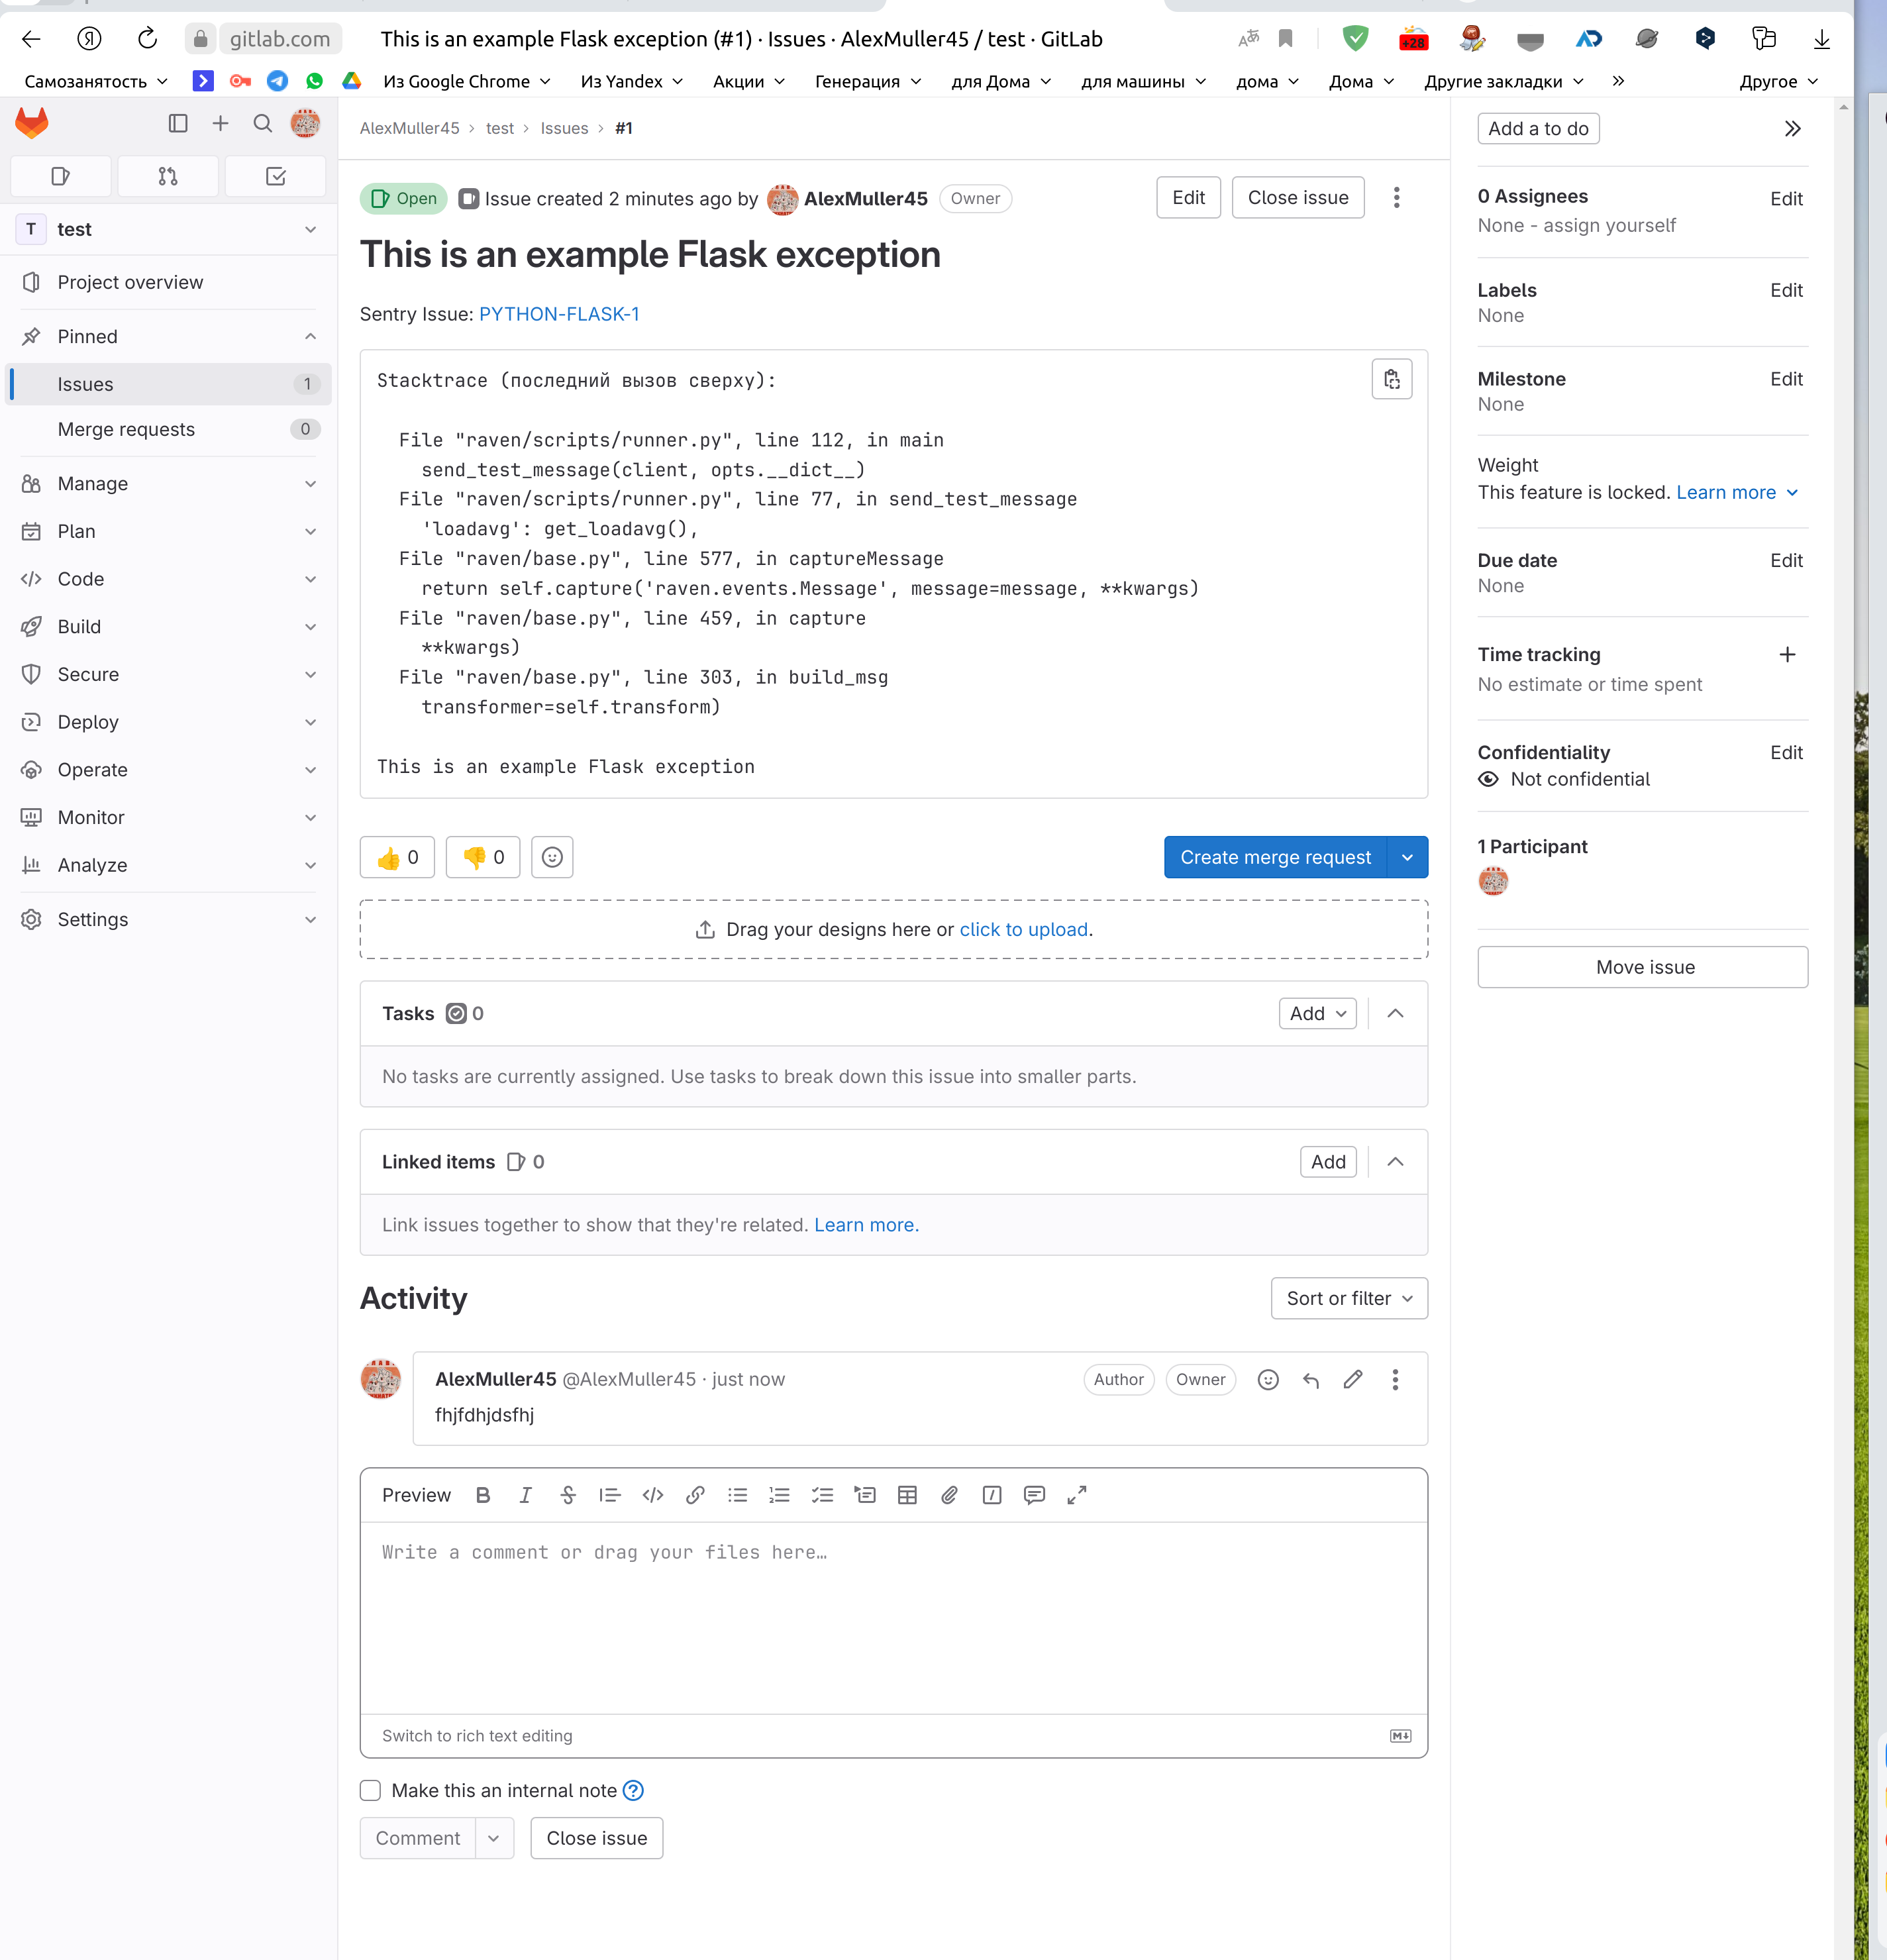 gitlab.com This is an example Flask exception (#1) · Issues · AlexMuller45 / test · GitLab +28
Самозанятость Из Google Chrome Из Yandex Акции Генерация для Дома для машины дома Дома Другие закладки » Другое
AlexMuller45 › test › Issues › #1
T test
Project overview
Pinned
Issues 1
Merge requests 0
Manage
Plan
Code
Build
Secure
Deploy
Operate
Monitor
Analyze
Settings
Open Issue created 2 minutes ago by AlexMuller45 Owner Edit Close issue
This is an example Flask exception
Sentry Issue: PYTHON-FLASK-1
Stacktrace (последний вызов сверху):
File "raven/scripts/runner.py", line 112, in main
send_test_message(client, opts.__dict__)
File "raven/scripts/runner.py", line 77, in send_test_message
'loadavg': get_loadavg(),
File "raven/base.py", line 577, in captureMessage
return self.capture('raven.events.Message', message=message, **kwargs)
File "raven/base.py", line 459, in capture
**kwargs)
File "raven/base.py", line 303, in build_msg
transformer=self.transform)
This is an example Flask exception
👍 0 👎 0 Create merge request
Drag your designs here or click to upload.
Tasks 0 Add
No tasks are currently assigned. Use tasks to break down this issue into smaller parts.
Linked items 0 Add
Link issues together to show that they're related. Learn more.
Activity Sort or filter
AlexMuller45 @AlexMuller45 · just now Author Owner
fhjfdhjdsfhj
Preview
Write a comment or drag your files here…
Switch to rich text editing
Make this an internal note
Comment Close issue
Add a to do
0 Assignees Edit
None - assign yourself
Labels Edit
None
Milestone Edit
None
Weight
This feature is locked. Learn more
Due date Edit
None
Time tracking +
No estimate or time spent
Confidentiality Edit
Not confidential
1 Participant
Move issue